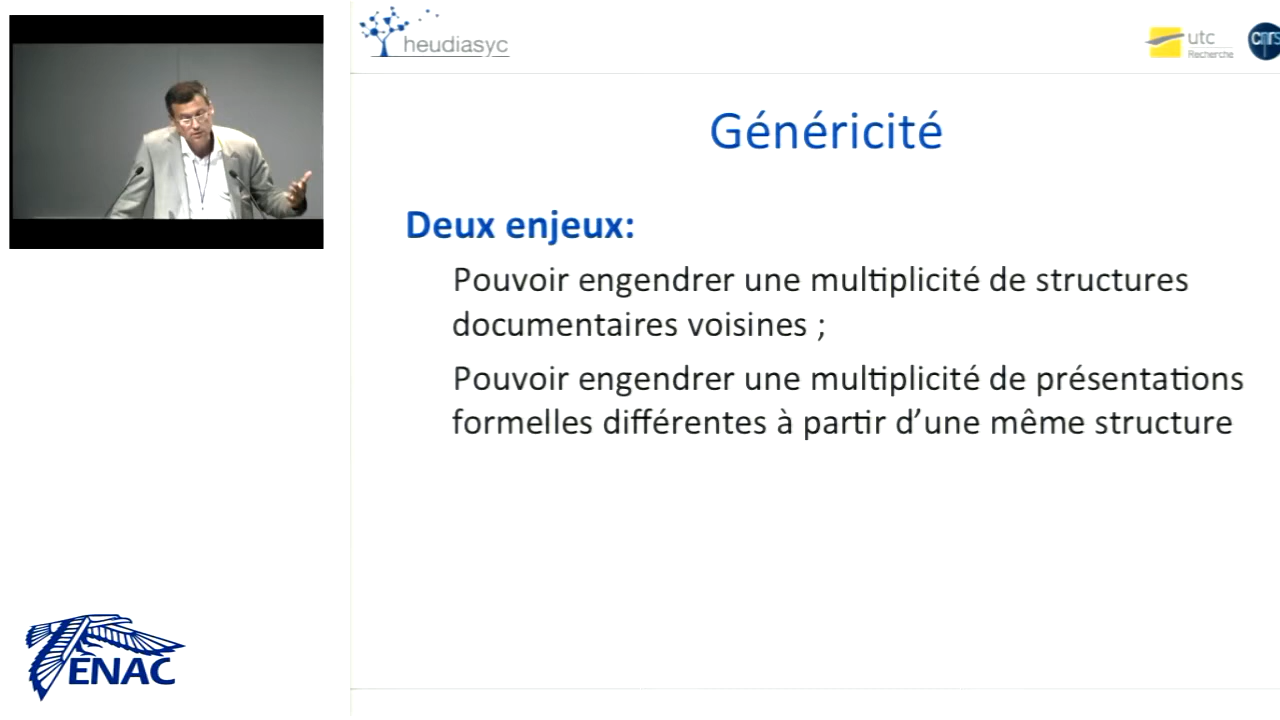 heudiasyc
utc
Recherche
cnrs
Généricité
Deux enjeux:
Pouvoir engendrer une multiplicité de structures
documentaires voisines ;
Pouvoir engendrer une multiplicité de présentations
formelles différentes à partir d’une même structure
ENAC